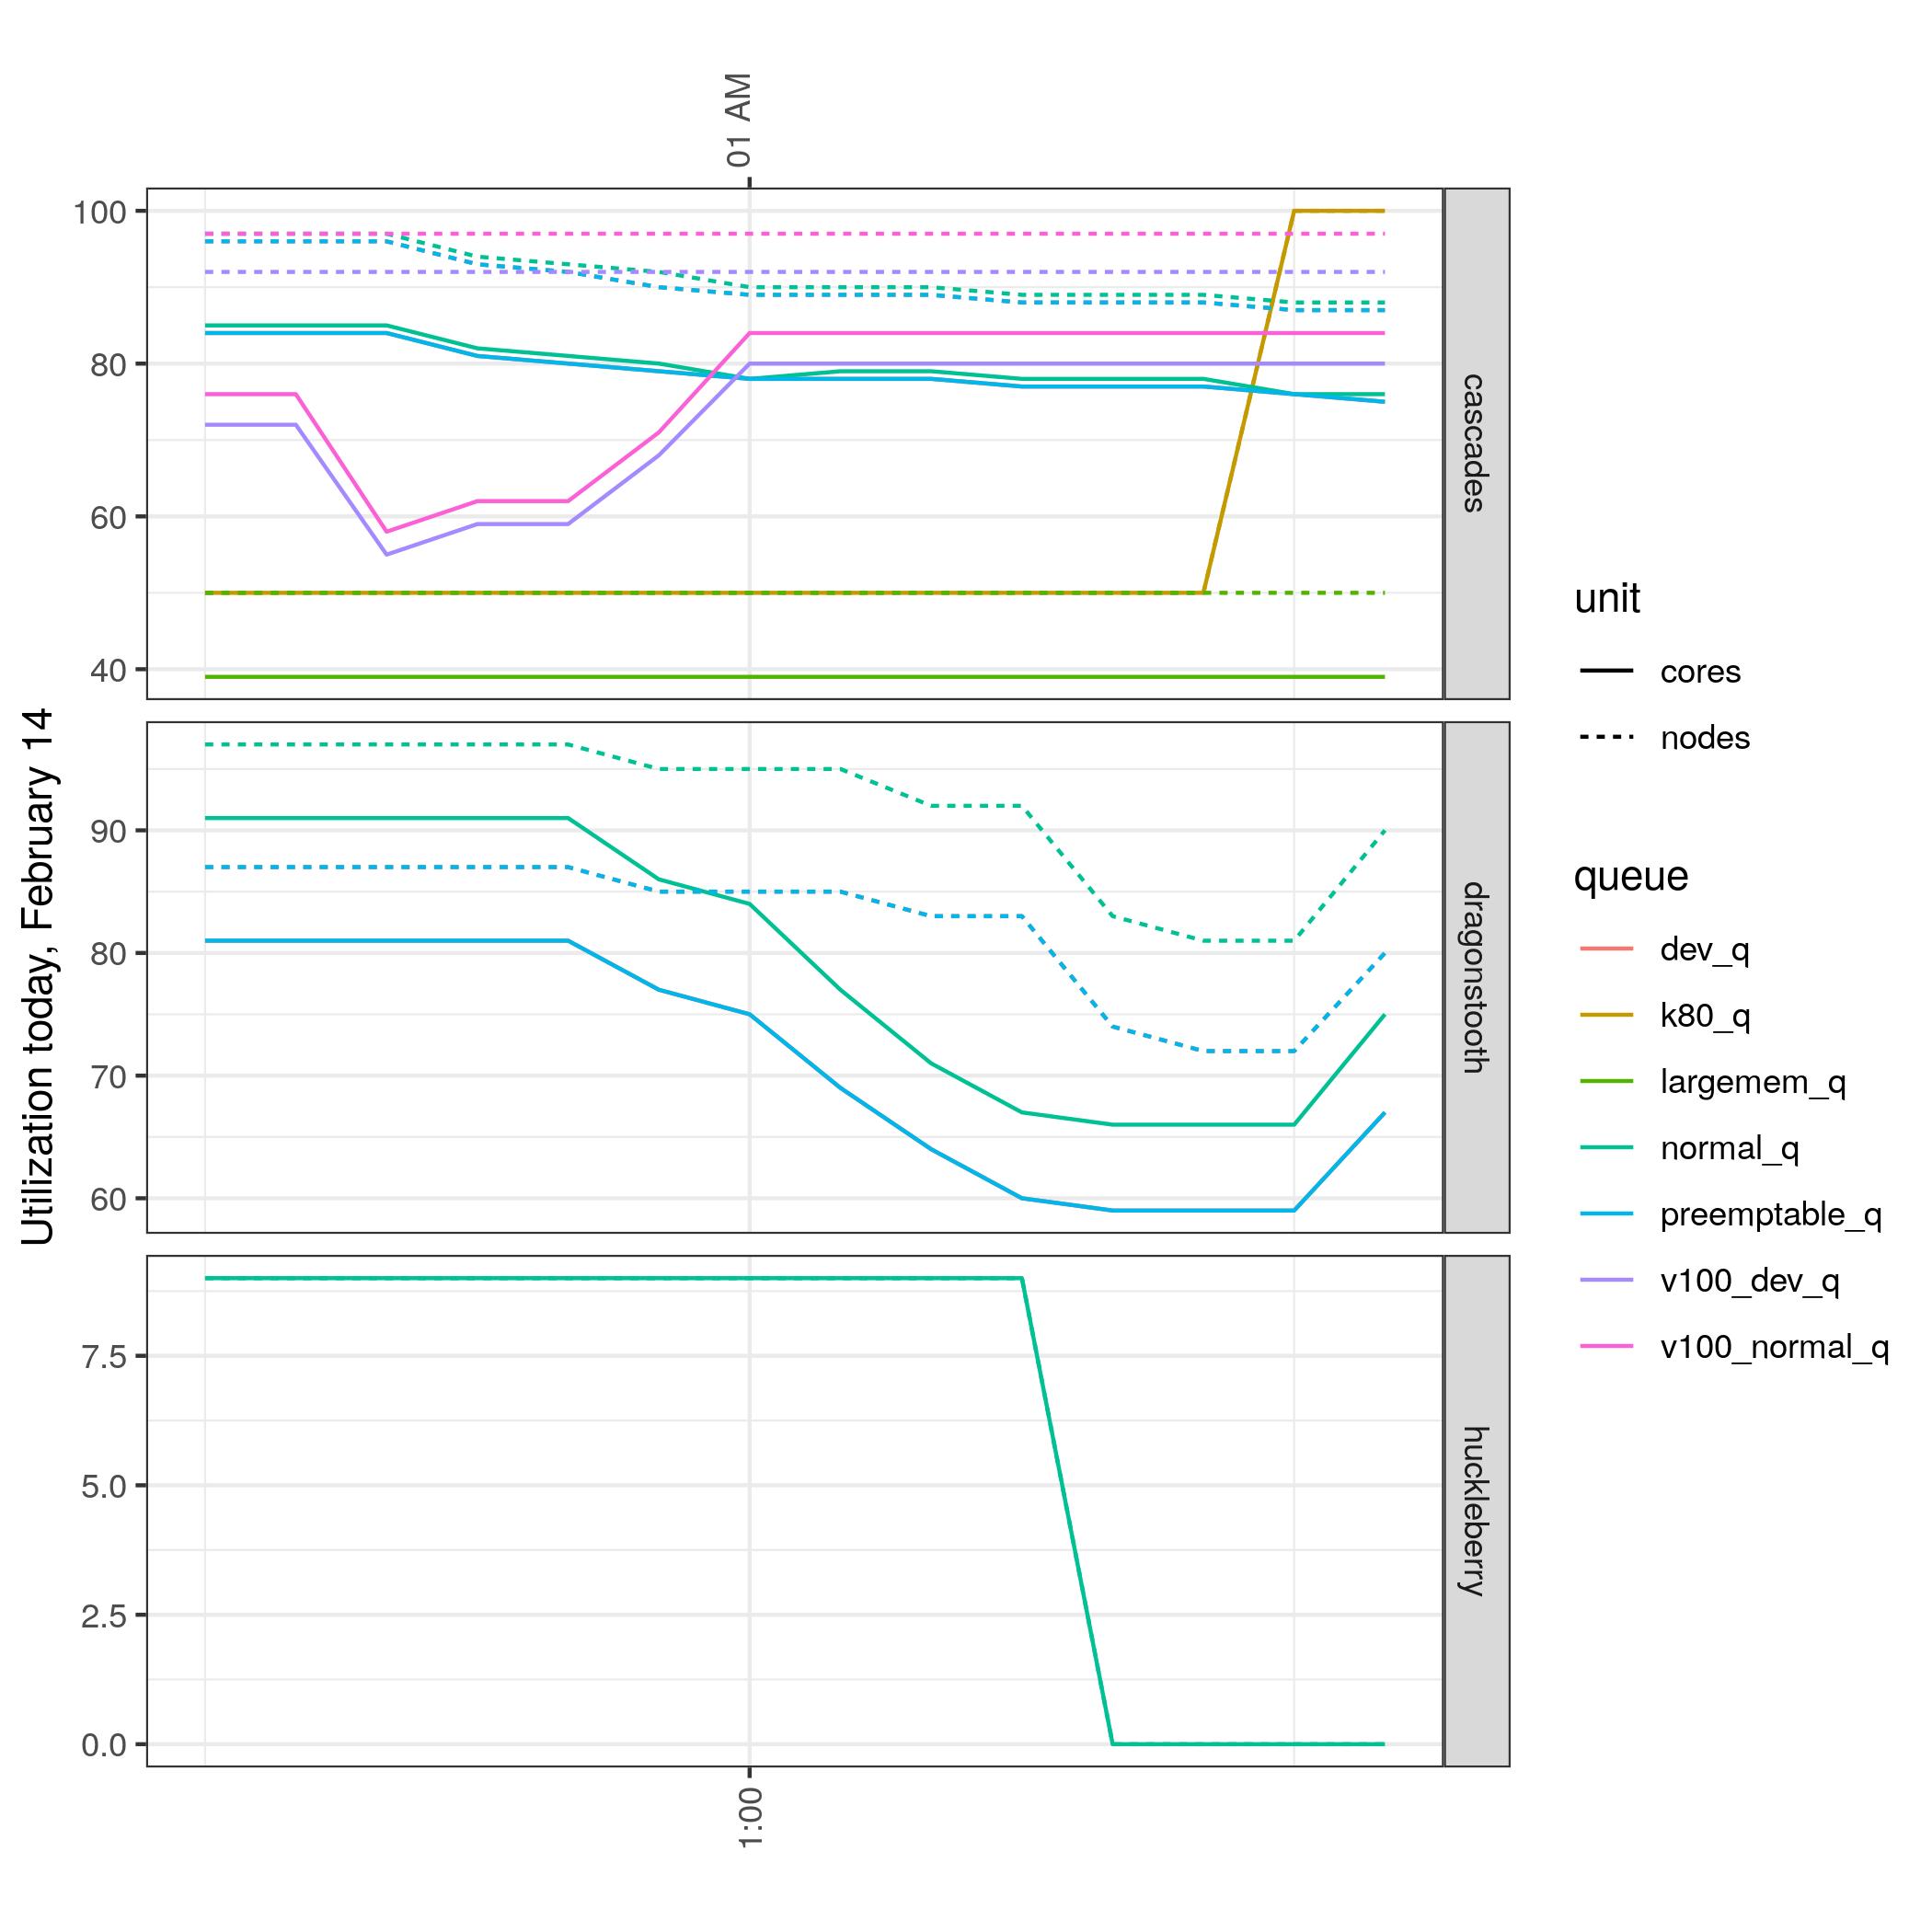 01 AM
Utilization today, February 14
100
80
60
40
cascades
90
80
70
60
dragonstooth
7.5
5.0
2.5
0.0
huckleberry
1:00
unit
cores
nodes
queue
dev_q
k80_q
largemem_q
normal_q
preemptable_q
v100_dev_q
v100_normal_q